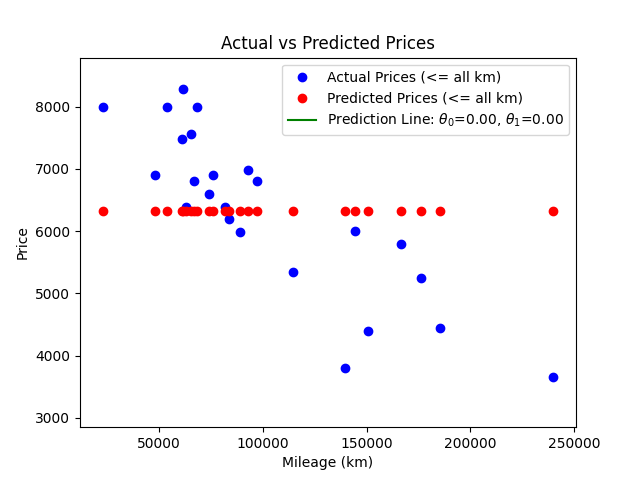 Actual vs Predicted Prices
Actual Prices (<= all km)
Predicted Prices (<= all km)
Prediction Line: θ₀=0.00, θ₁=0.00
Price
8000
7000
6000
5000
4000
3000
50000 100000 150000 200000 250000
Mileage (km)